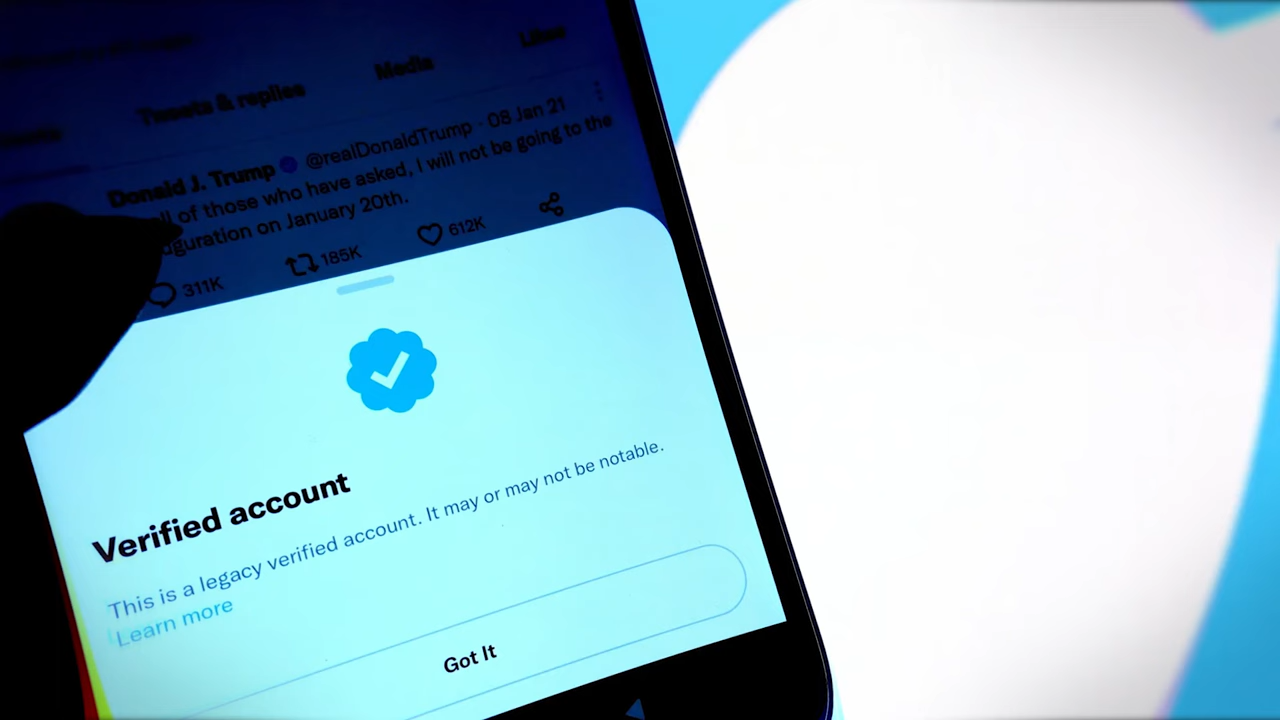 Tweets & replies
Media
Likes
Donald J. Trump @realDonaldTrump · 08 Jan 21
all of those who have asked, I will not be going to the
guration on January 20th.
311K
185K
612K
Verified account
This is a legacy verified account. It may or may not be notable.
Learn more
Got It